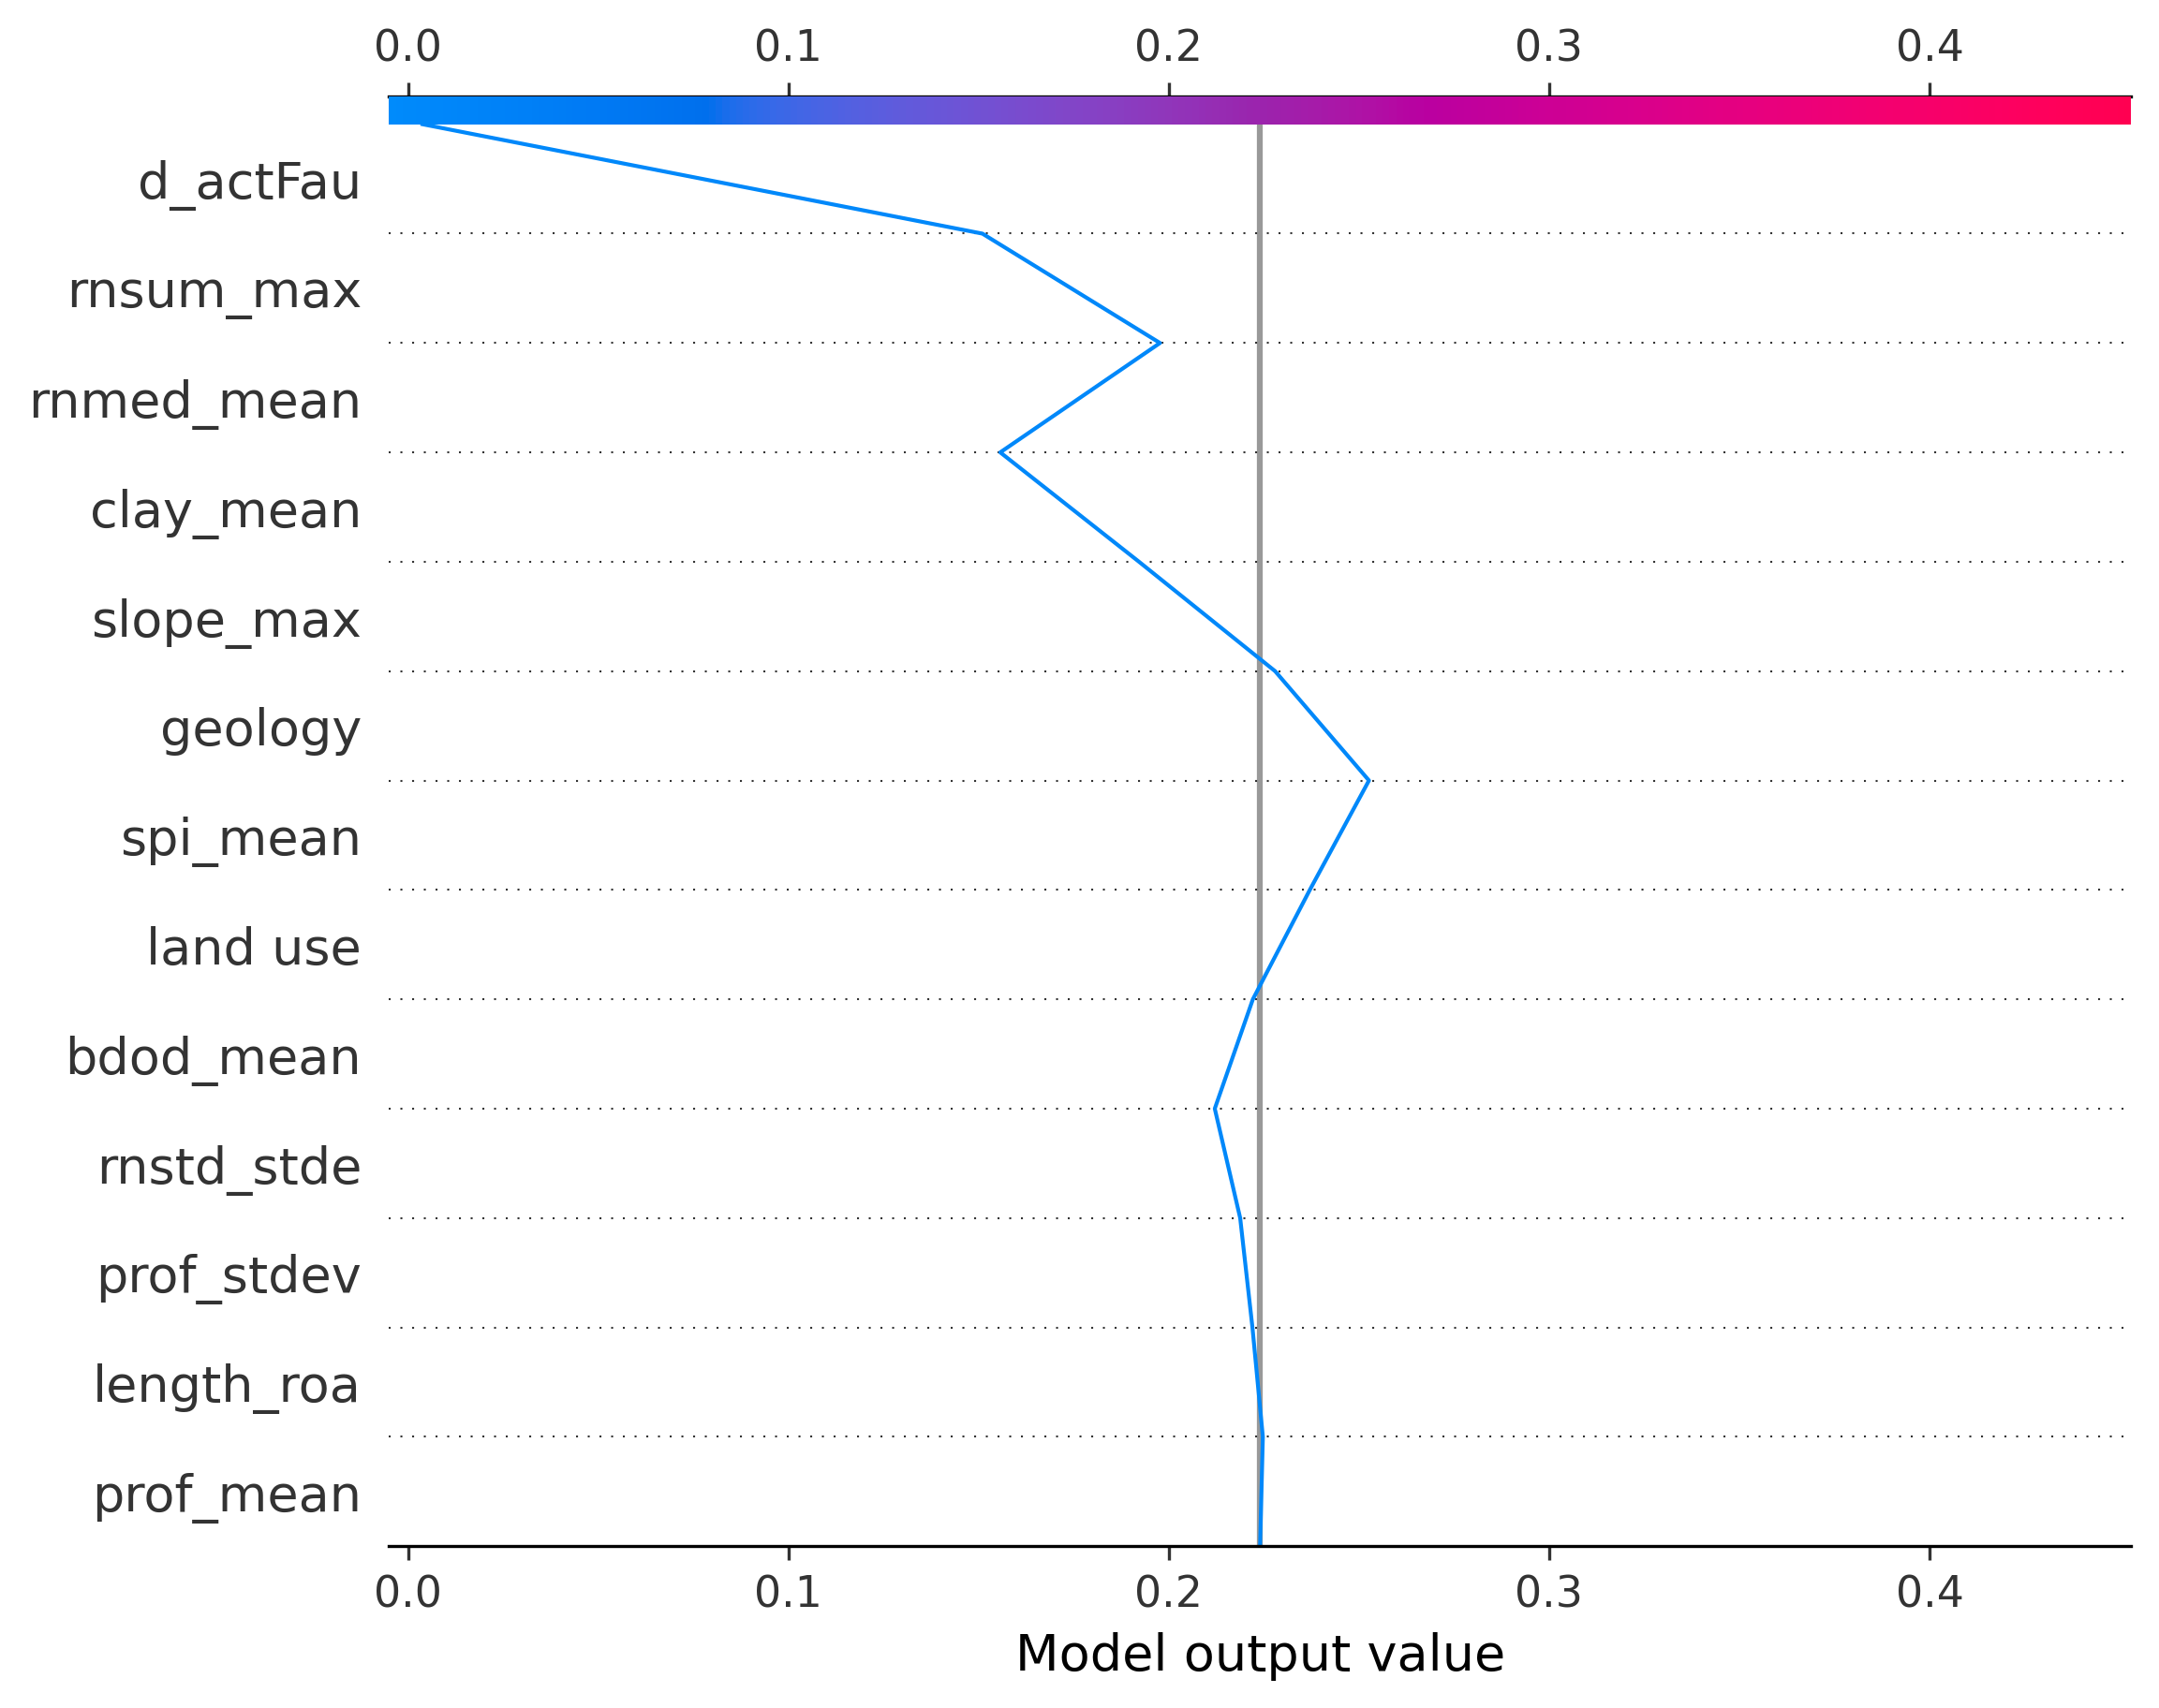 0.0 0.1 0.2 0.3 0.4
d_actFau
rnsum_max
rnmed_mean
clay_mean
slope_max
geology
spi_mean
land use
bdod_mean
rnstd_stde
prof_stdev
length_roa
prof_mean
0.0 0.1 0.2 0.3 0.4
Model output value